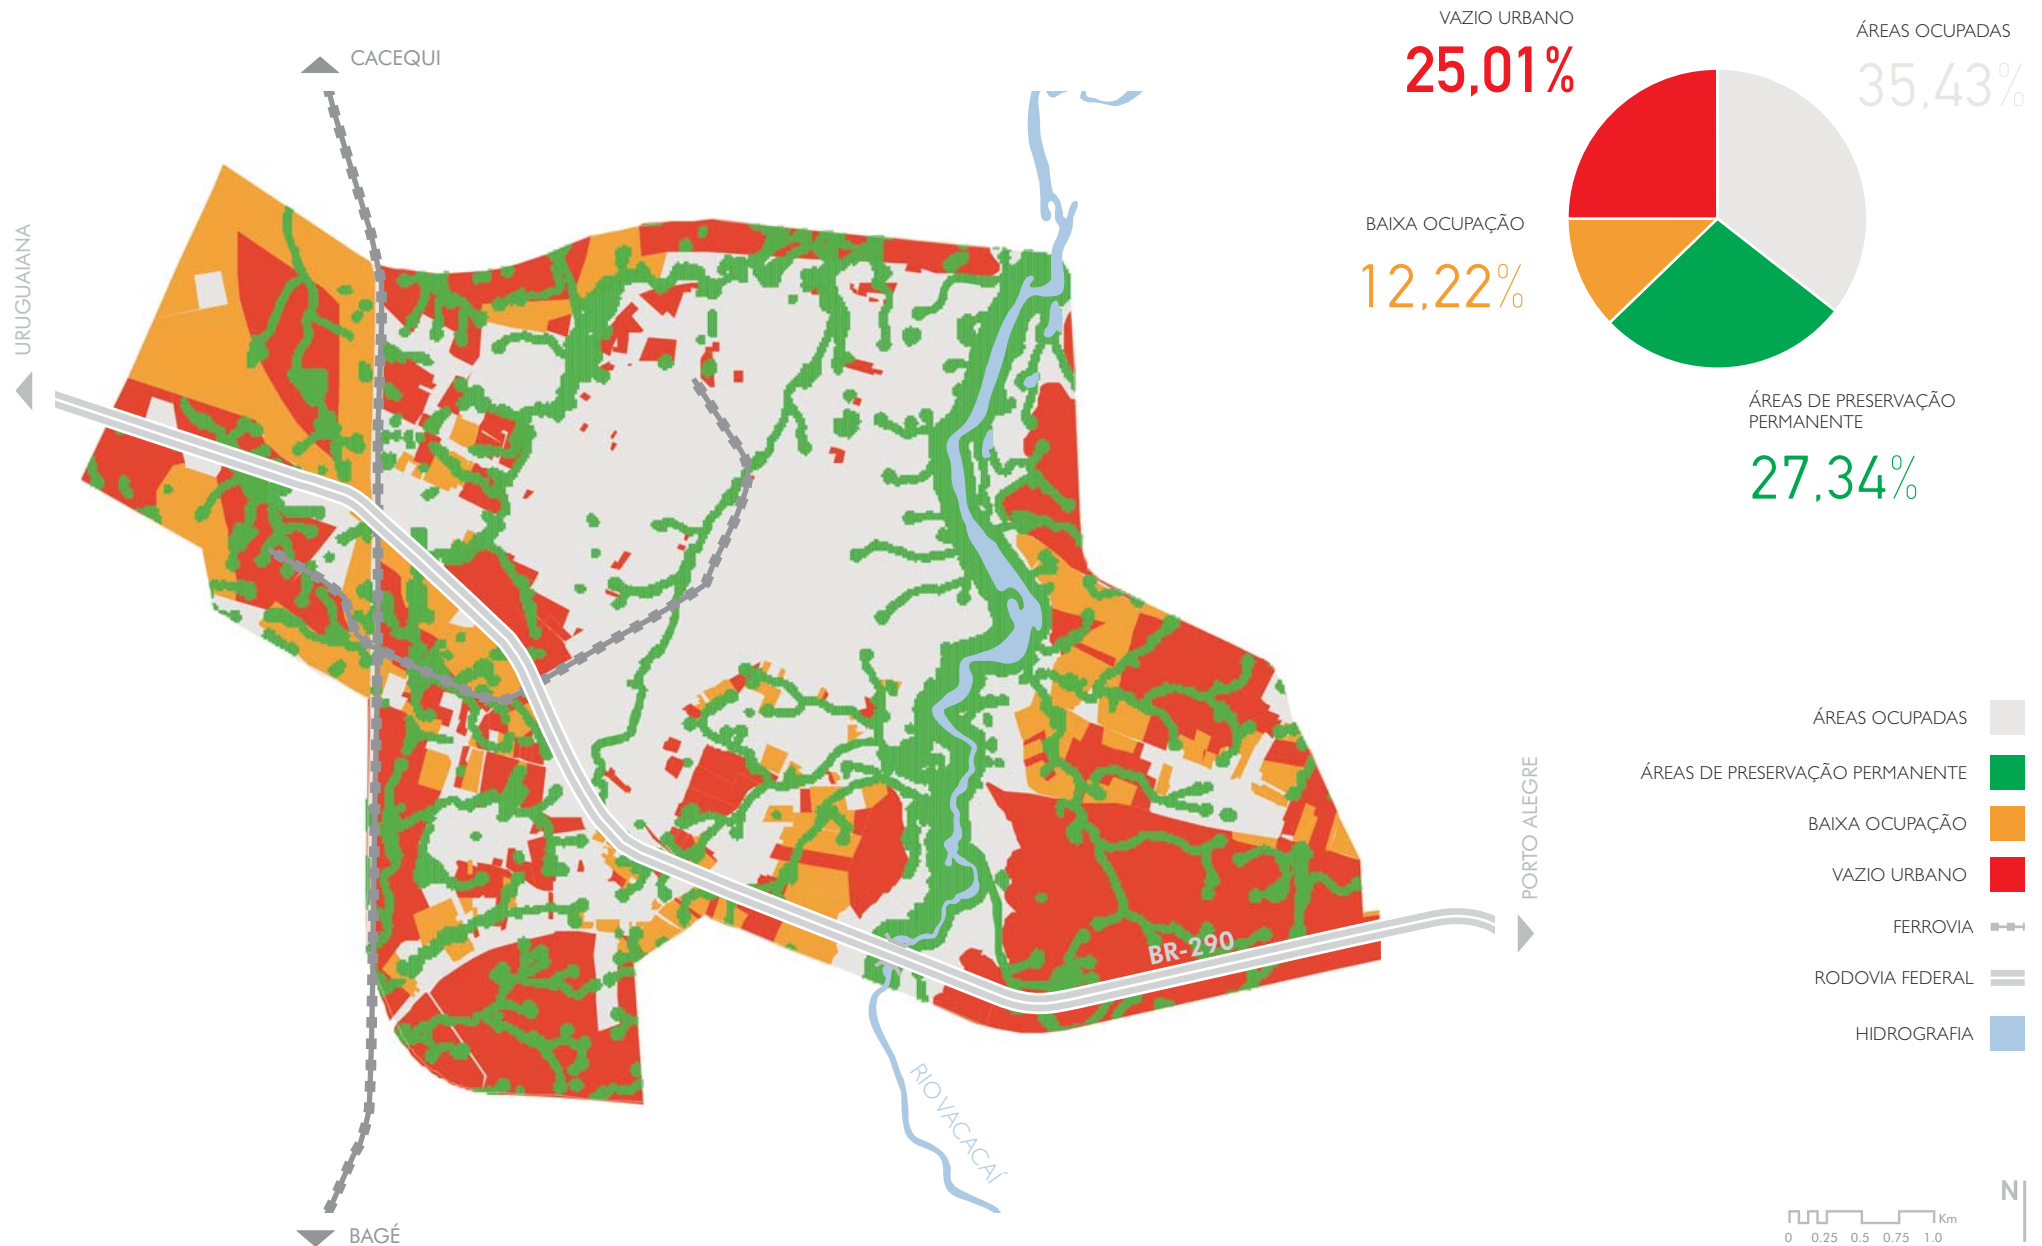 VAZIO URBANO
25,01%
ÁREAS OCUPADAS
35,43%
BAIXA OCUPAÇÃO
12,22%
ÁREAS DE PRESERVAÇÃO
PERMANENTE
27,34%
CACEQUI
URUGUAIANA
PORTO ALEGRE
BR-290
RIO VACACAÍ
BAGÉ
ÁREAS OCUPADAS
ÁREAS DE PRESERVAÇÃO PERMANENTE
BAIXA OCUPAÇÃO
VAZIO URBANO
FERROVIA
RODOVIA FEDERAL
HIDROGRAFIA
N
Km
0 0.25 0.5 0.75 1.0